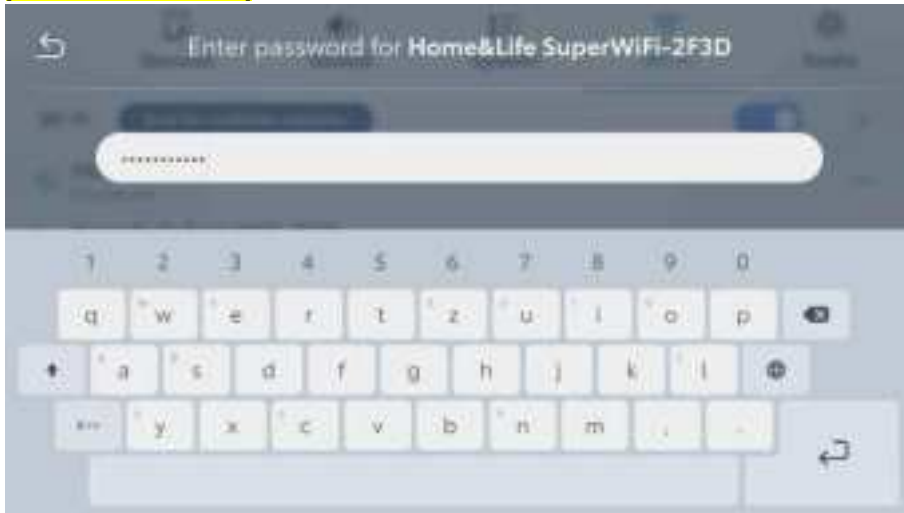 Enter password for Home&Life SuperWiFi-2F3D
...........
1 2 3 4 5 6 7 8 9 0
q w e r t z u i o p
a s d f g h j k l
y x c v b n m , .